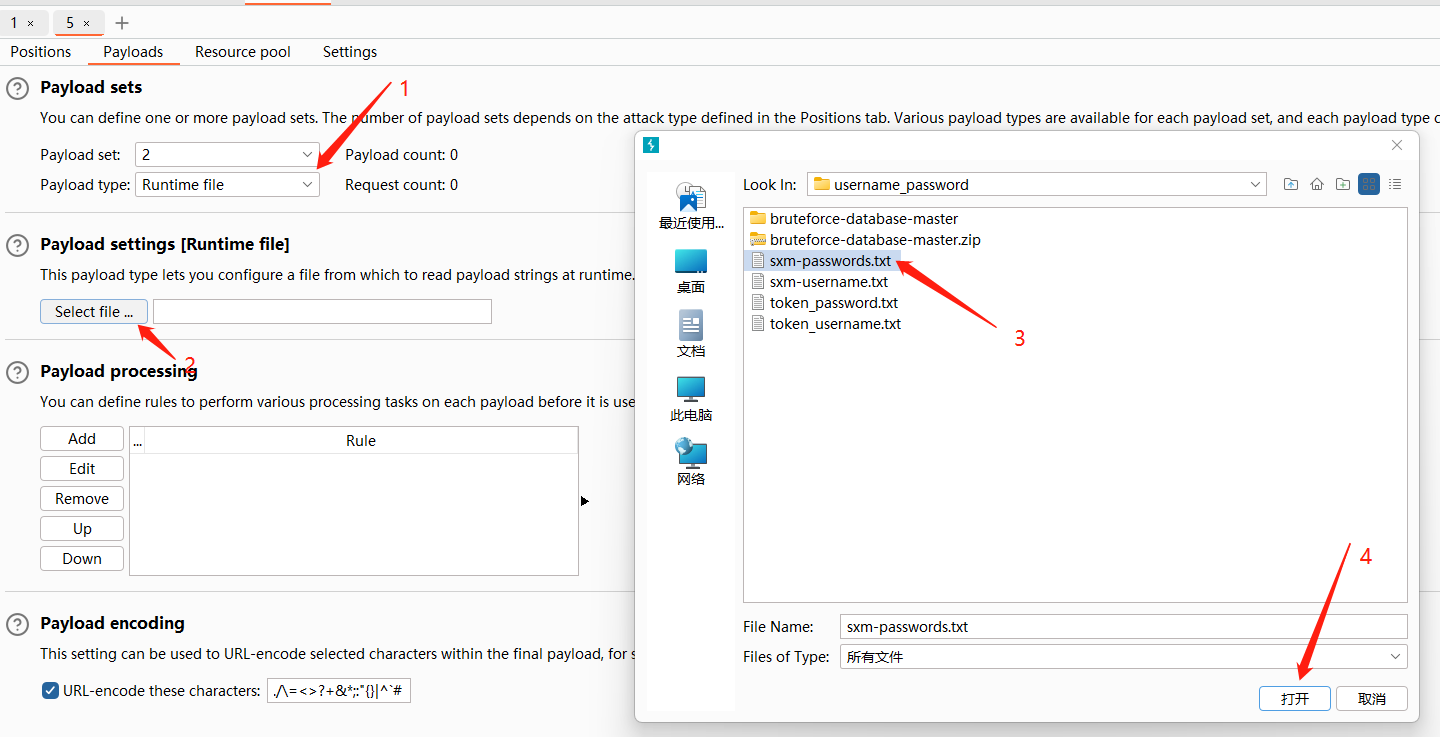 1 × 5 × +
Positions Payloads Resource pool Settings
? Payload sets
1
You can define one or more payload sets. The number of payload sets depends on the attack type defined in the Positions tab. Various payload types are available for each payload set, and each payload type c
Payload set: 2 Payload count: 0
Payload type: Runtime file Request count: 0
? Payload settings [Runtime file]
This payload type lets you configure a file from which to read payload strings at runtime.
Select file ...
2
? Payload processing
You can define rules to perform various processing tasks on each payload before it is use
Add
Edit
Remove
Up
Down
... Rule
? Payload encoding
This setting can be used to URL-encode selected characters within the final payload, for s
URL-encode these characters: ./\=<>?+&*;:"{}|^`#
Look In: username_password
最近使用...
桌面
文档
此电脑
网络
bruteforce-database-master
bruteforce-database-master.zip
sxm-passwords.txt
sxm-username.txt
token_password.txt
token_username.txt
3
4
File Name: sxm-passwords.txt
Files of Type: 所有文件
打开 取消